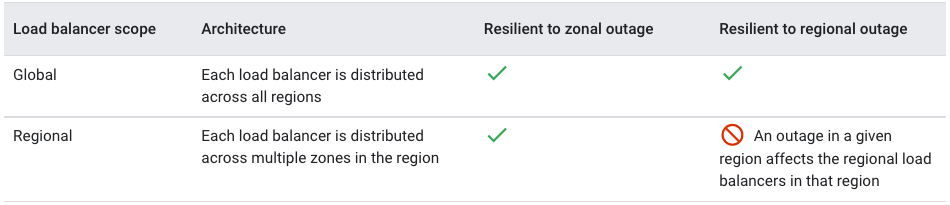 Load balancer scope
Architecture
Resilient to zonal outage
Resilient to regional outage
Global
Each load balancer is distributed
across all regions
Regional
Each load balancer is distributed
across multiple zones in the region
An outage in a given
region affects the regional load
balancers in that region